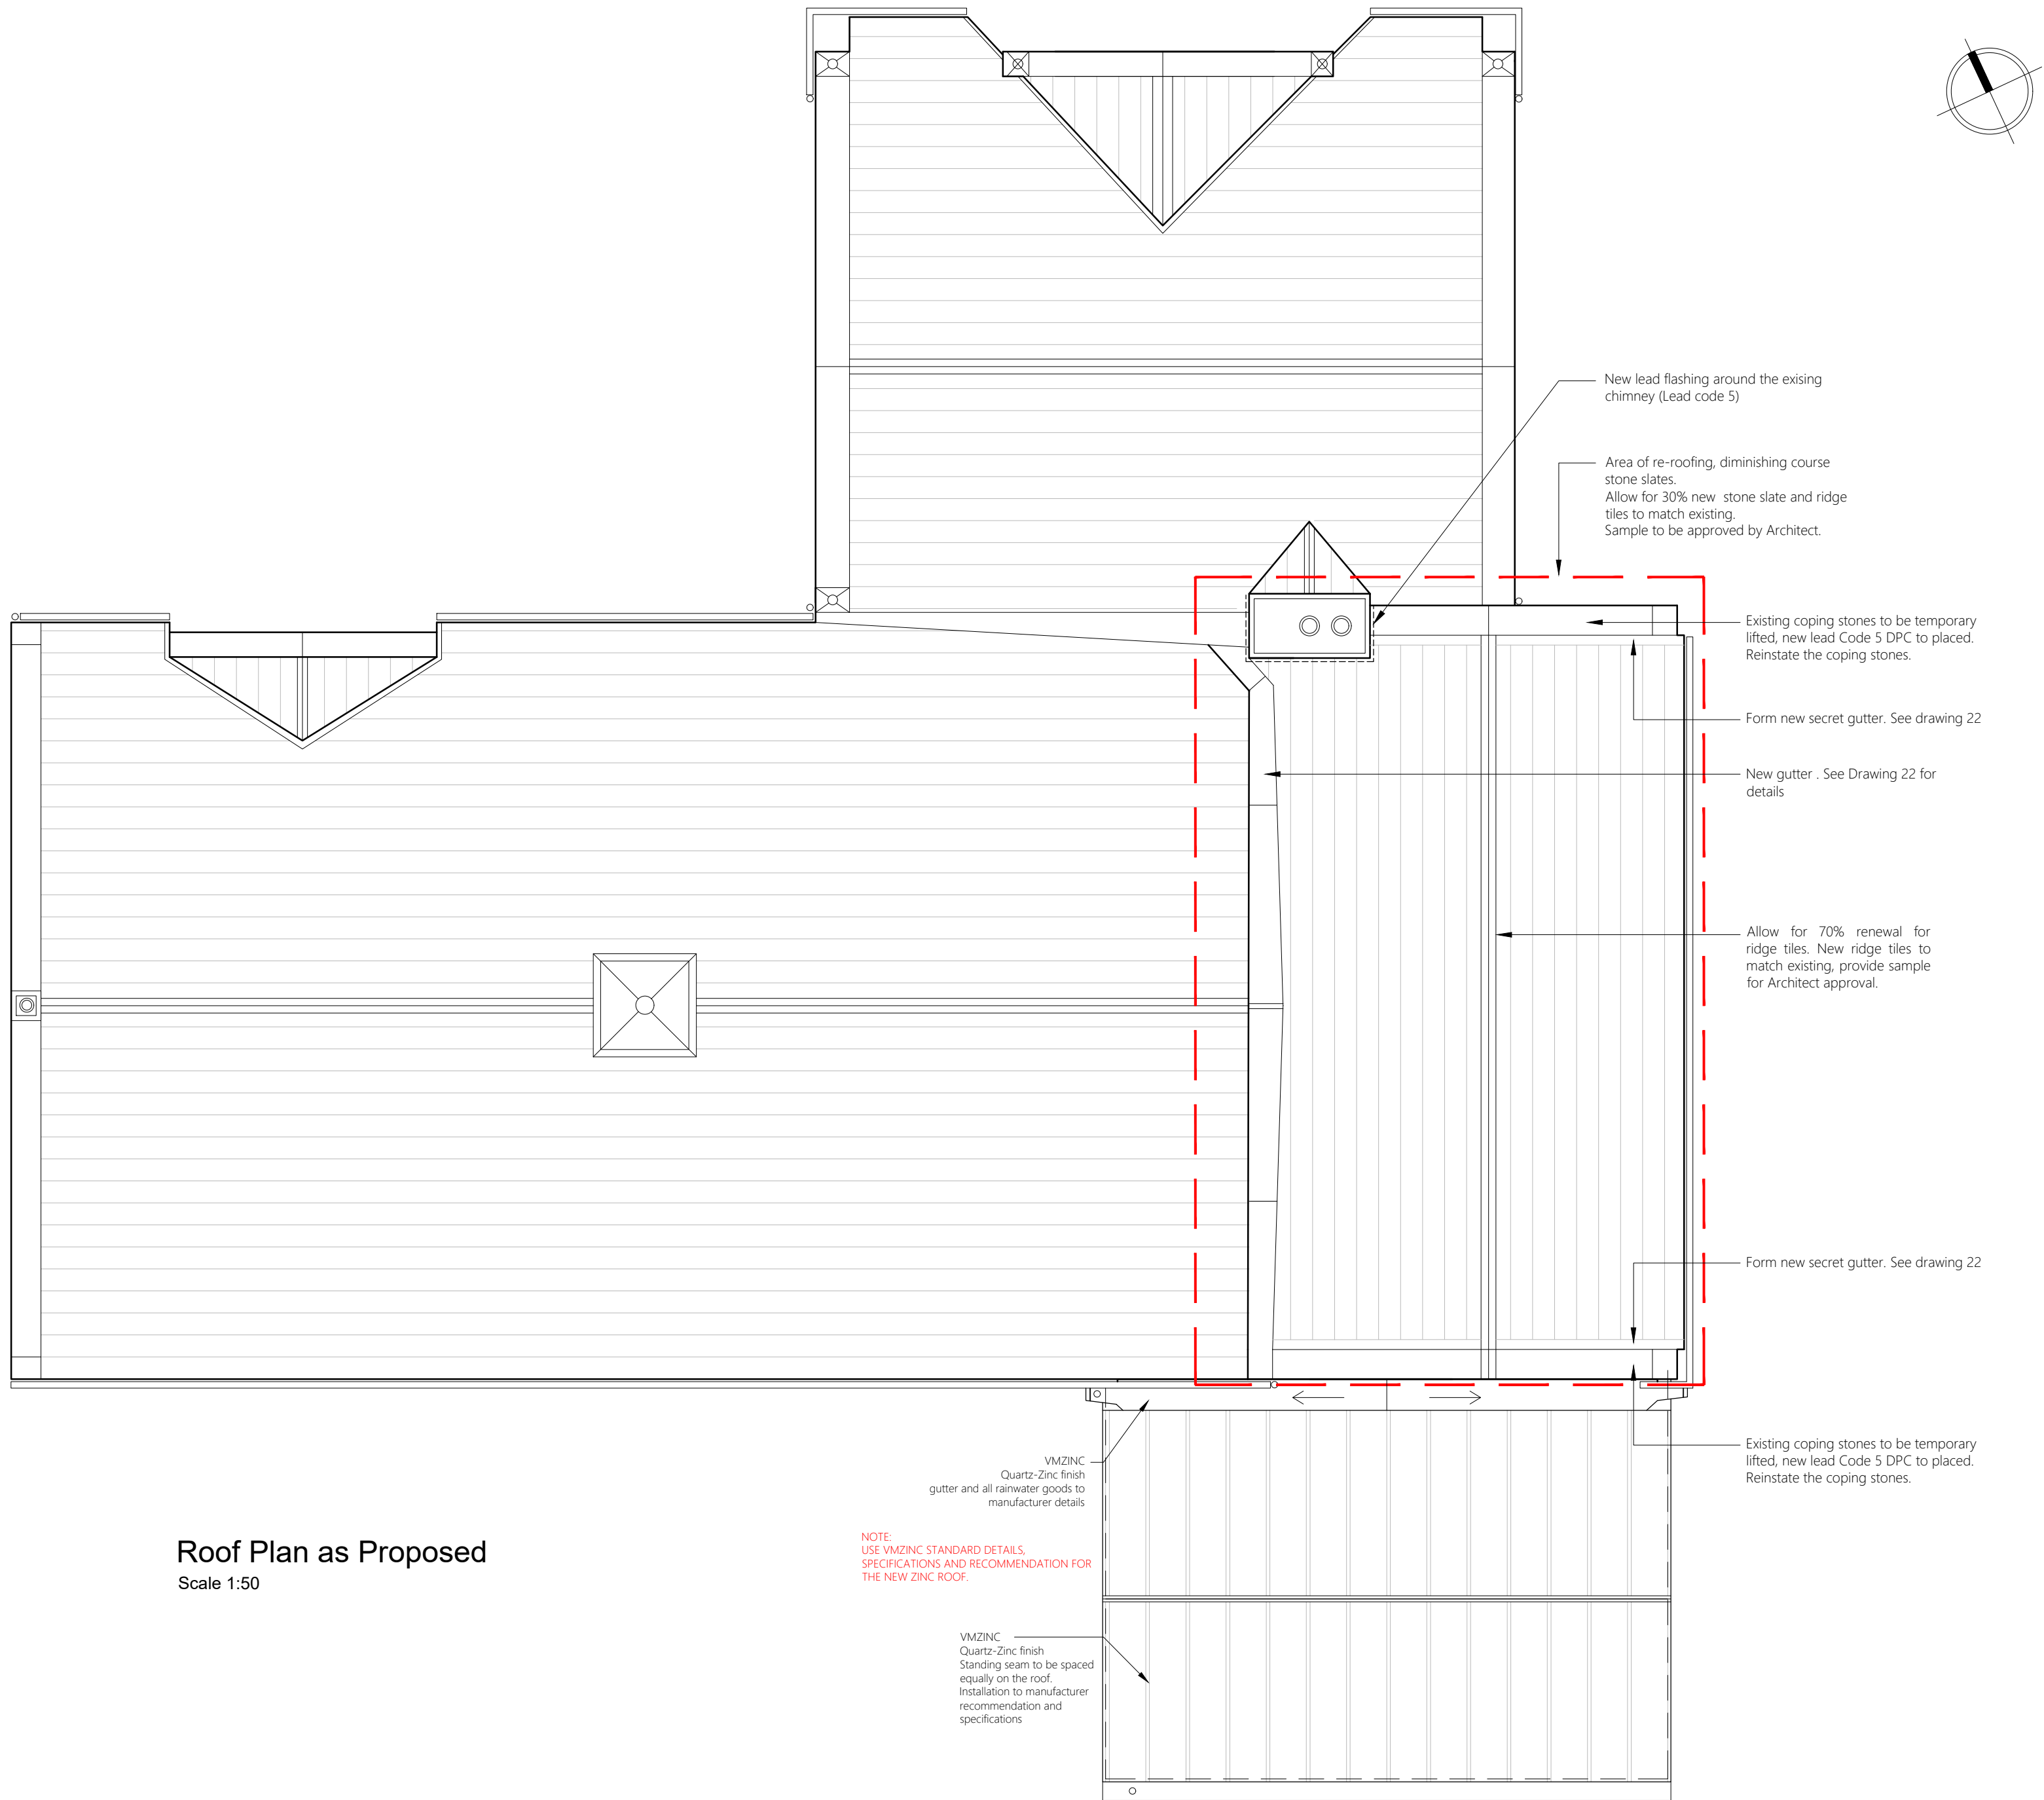 New lead flashing around the exising
chimney (Lead code 5)
Area of re-roofing, diminishing course
stone slates.
Allow for 30% new stone slate and ridge
tiles to match existing.
Sample to be approved by Architect.
Existing coping stones to be temporary
lifted, new lead Code 5 DPC to placed.
Reinstate the coping stones.
Form new secret gutter. See drawing 22
New gutter . See Drawing 22 for
details
Allow for 70% renewal for
ridge tiles. New ridge tiles to
match existing, provide sample
for Architect approval.
Form new secret gutter. See drawing 22
Existing coping stones to be temporary
lifted, new lead Code 5 DPC to placed.
Reinstate the coping stones.
VMZINC
Quartz-Zinc finish
gutter and all rainwater goods to
manufacturer details
NOTE:
USE VMZINC STANDARD DETAILS,
SPECIFICATIONS AND RECOMMENDATION FOR
THE NEW ZINC ROOF.
VMZINC
Quartz-Zinc finish
Standing seam to be spaced
equally on the roof.
Installation to manufacturer
recommendation and
specifications
Roof Plan as Proposed
Scale 1:50